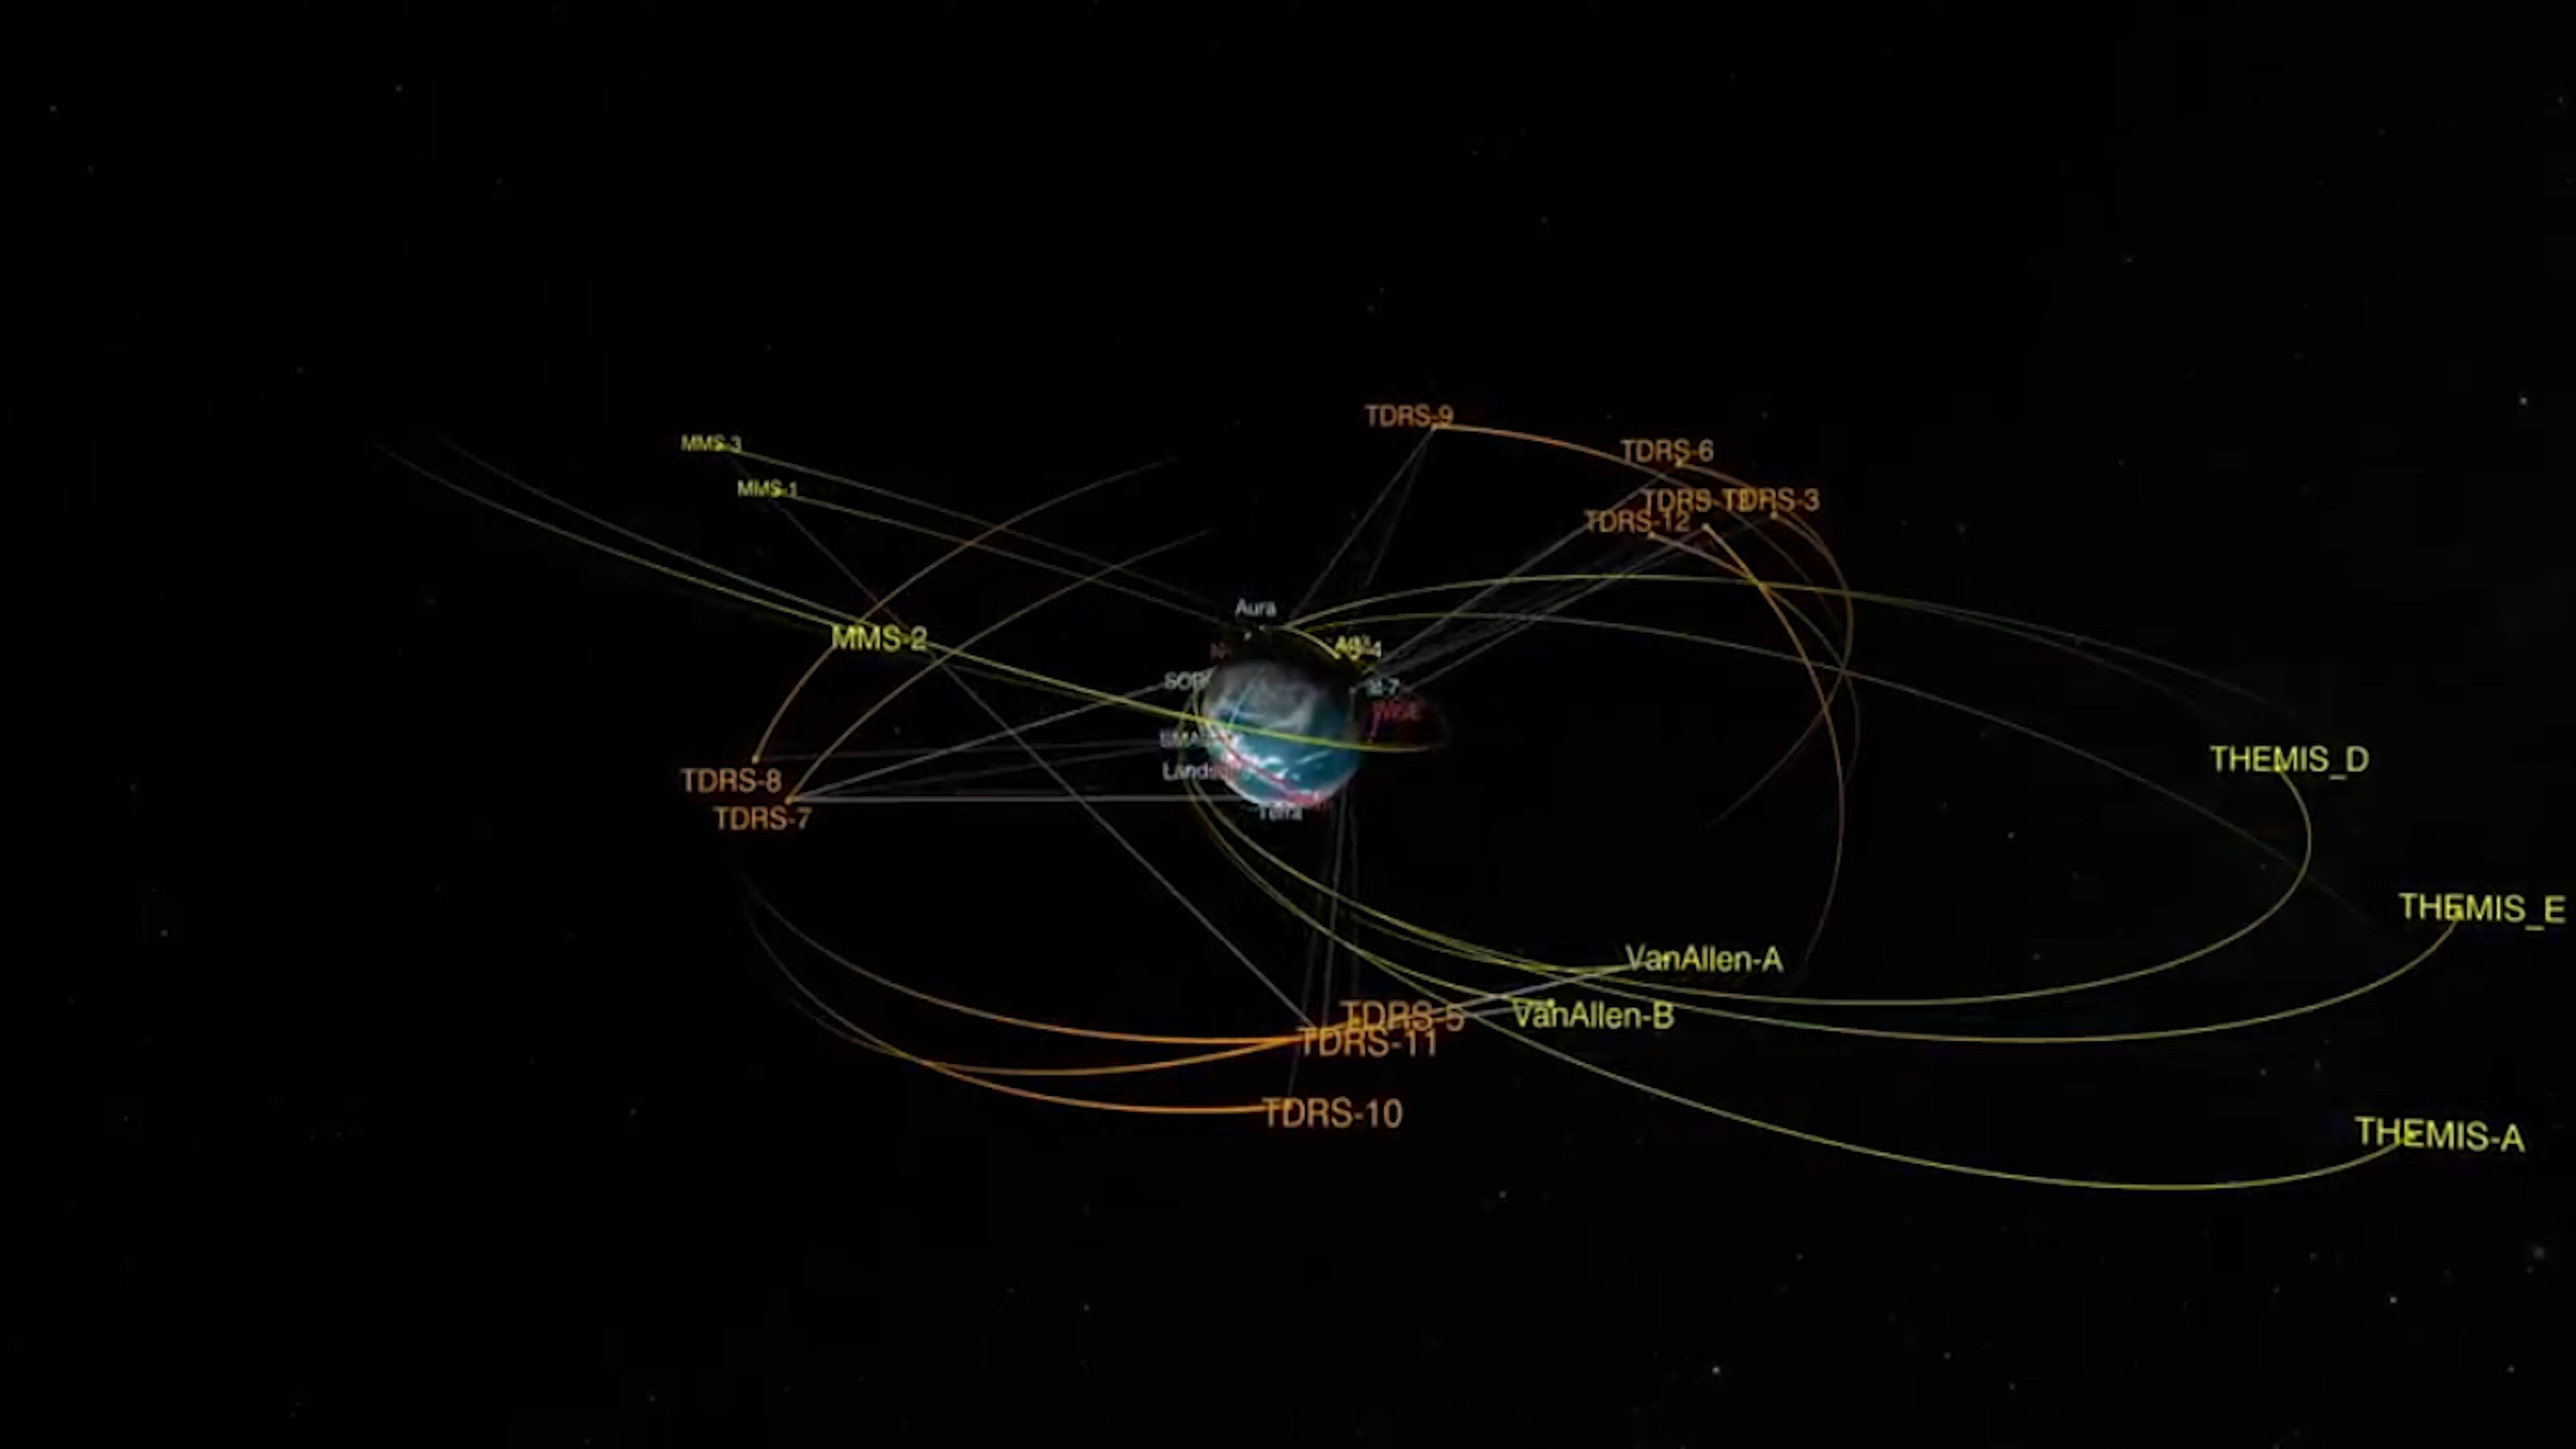 TDRS-9
MMS-3
TDRS-6
MMS-1
TDRS-3
TDRS-12
Aura
MMS-2
THEMIS_D
TDRS-8
TDRS-7
Terra
THEMIS_E
VanAllen-A
VanAllen-B
TDRS-5
TDRS-11
TDRS-10
THEMIS-A